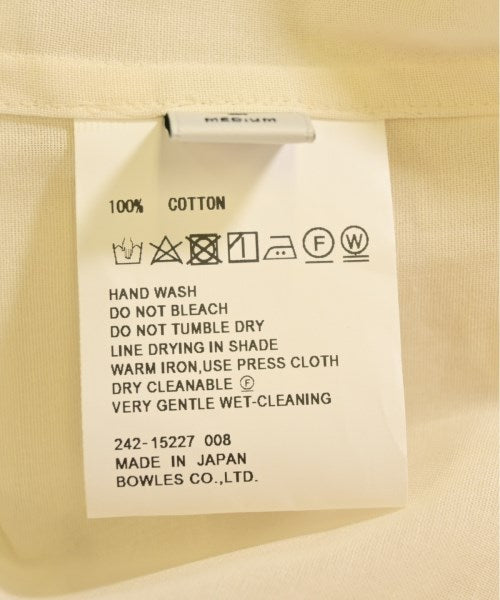 MEDIUM
100% COTTON
F W
HAND WASH
DO NOT BLEACH
DO NOT TUMBLE DRY
LINE DRYING IN SHADE
WARM IRON,USE PRESS CLOTH
DRY CLEANABLE Ⓕ
VERY GENTLE WET-CLEANING
242-15227 008
MADE IN JAPAN
BOWLES CO.,LTD.